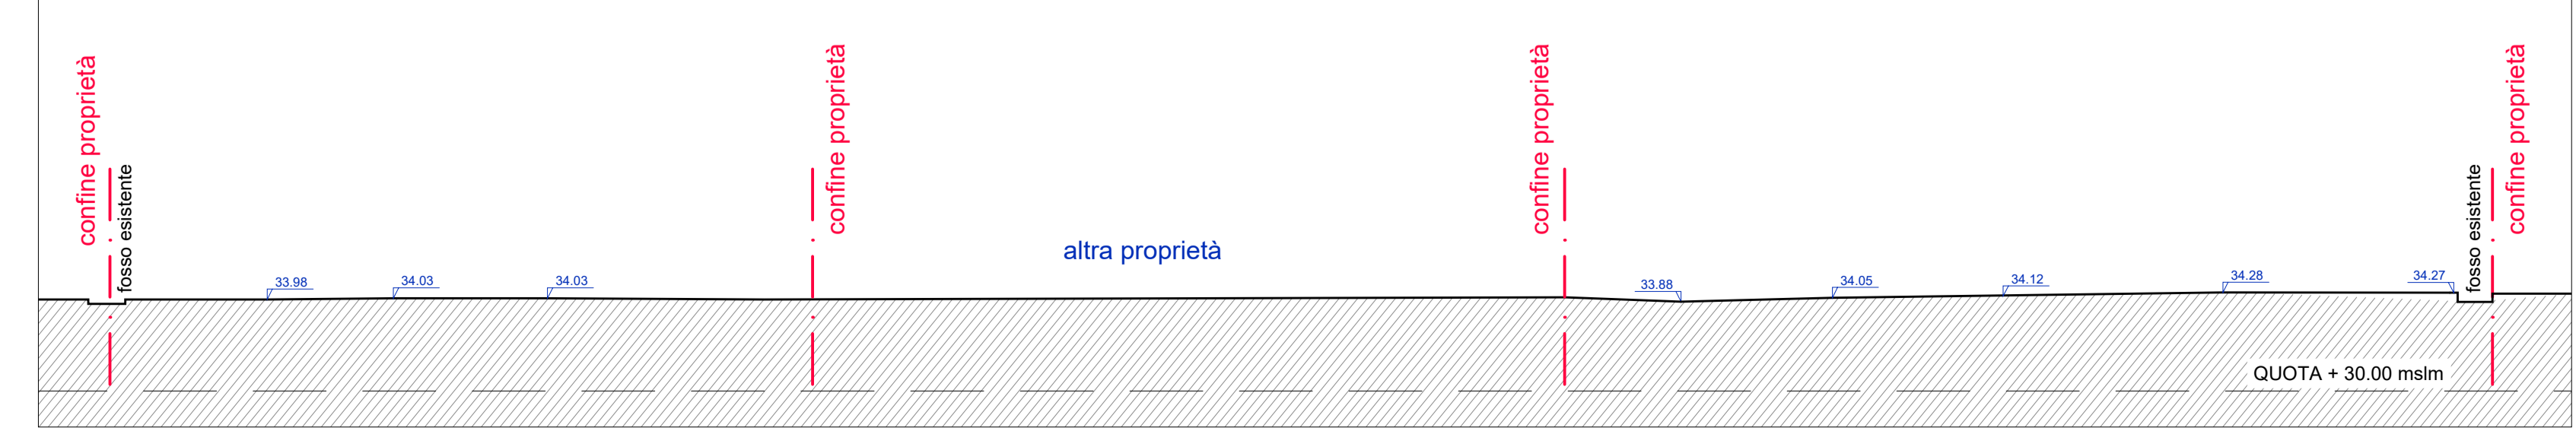 confine proprietà
fosso esistente
confine proprietà
confine proprietà
fosso esistente
confine proprietà
altra proprietà
33.98
34.03
34.03
33.88
34.05
34.12
34.28
34.27
QUOTA + 30.00 mslm